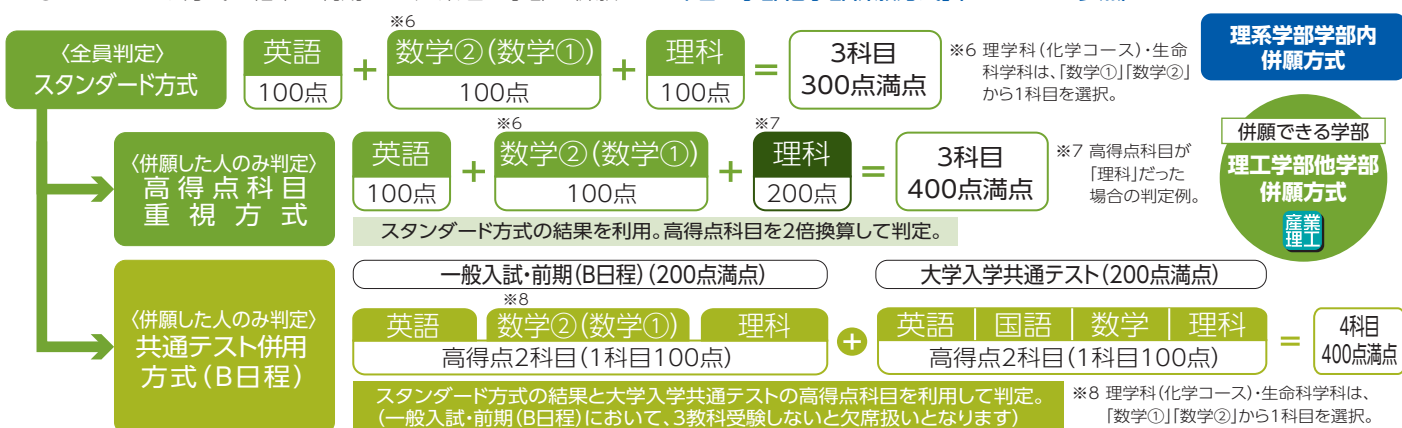 〈全員判定〉
スタンダード方式
英語
100点
+
※6
数学②(数学①)
100点
+
理科
100点
=
3科目
300点満点
※6 理学科(化学コース)・生命
科学科は、「数学①」「数学②」
から1科目を選択。
理系学部学部内
併願方式
〈併願した人のみ判定〉
高得点科目
重視方式
英語
100点
+
※6
数学②(数学①)
100点
+
※7
理科
200点
=
3科目
400点満点
※7 高得点科目が
「理科」だった
場合の判定例。
併願できる学部
理工学部他学部
併願方式
産業
理工
スタンダード方式の結果を利用。高得点科目を2倍換算して判定。
〈併願した人のみ判定〉
共通テスト併用
方式(B日程)
一般入試・前期(B日程)(200点満点)
※8
英語
数学②(数学①)
理科
高得点2科目(1科目100点)
+
大学入学共通テスト(200点満点)
英語
国語
数学
理科
高得点2科目(1科目100点)
=
4科目
400点満点
スタンダード方式の結果と大学入学共通テストの高得点科目を利用して判定。
(一般入試・前期(B日程)において、3教科受験しないと欠席扱いとなります)
※8 理学科(化学コース)・生命科学科は、
「数学①」「数学②」から1科目を選択。